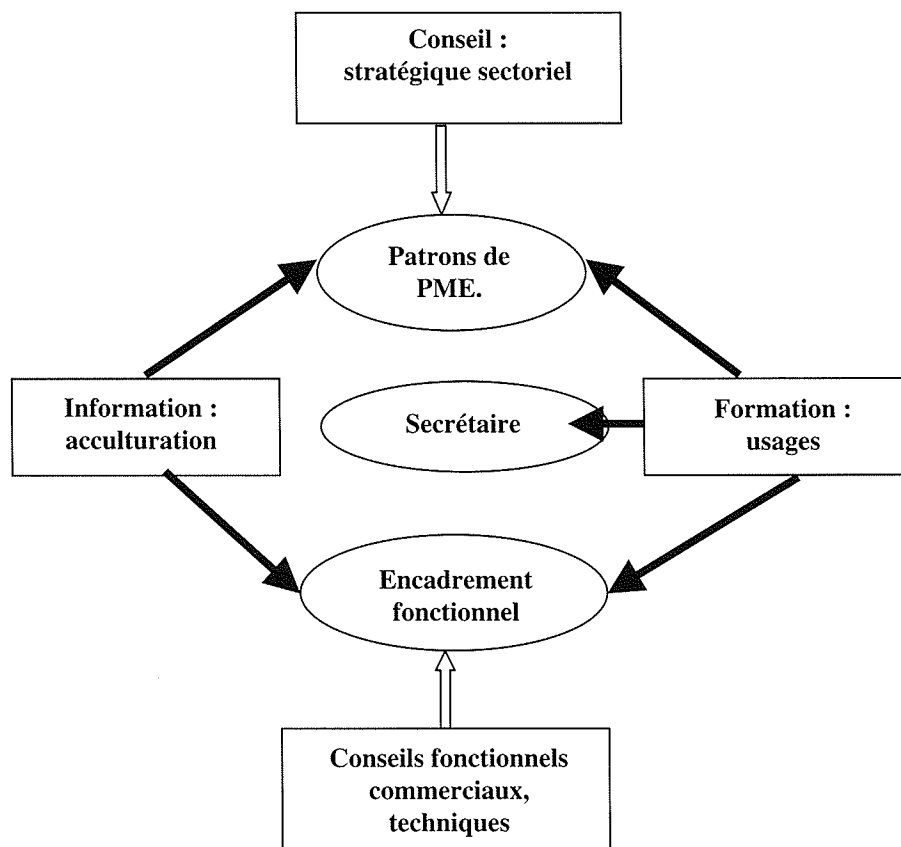 Conseil :
stratégique sectoriel
Patrons de
PME.
Information :
acculturation
Secrétaire
Formation :
usages
Encadrement
fonctionnel
Conseils fonctionnels
commerciaux,
techniques